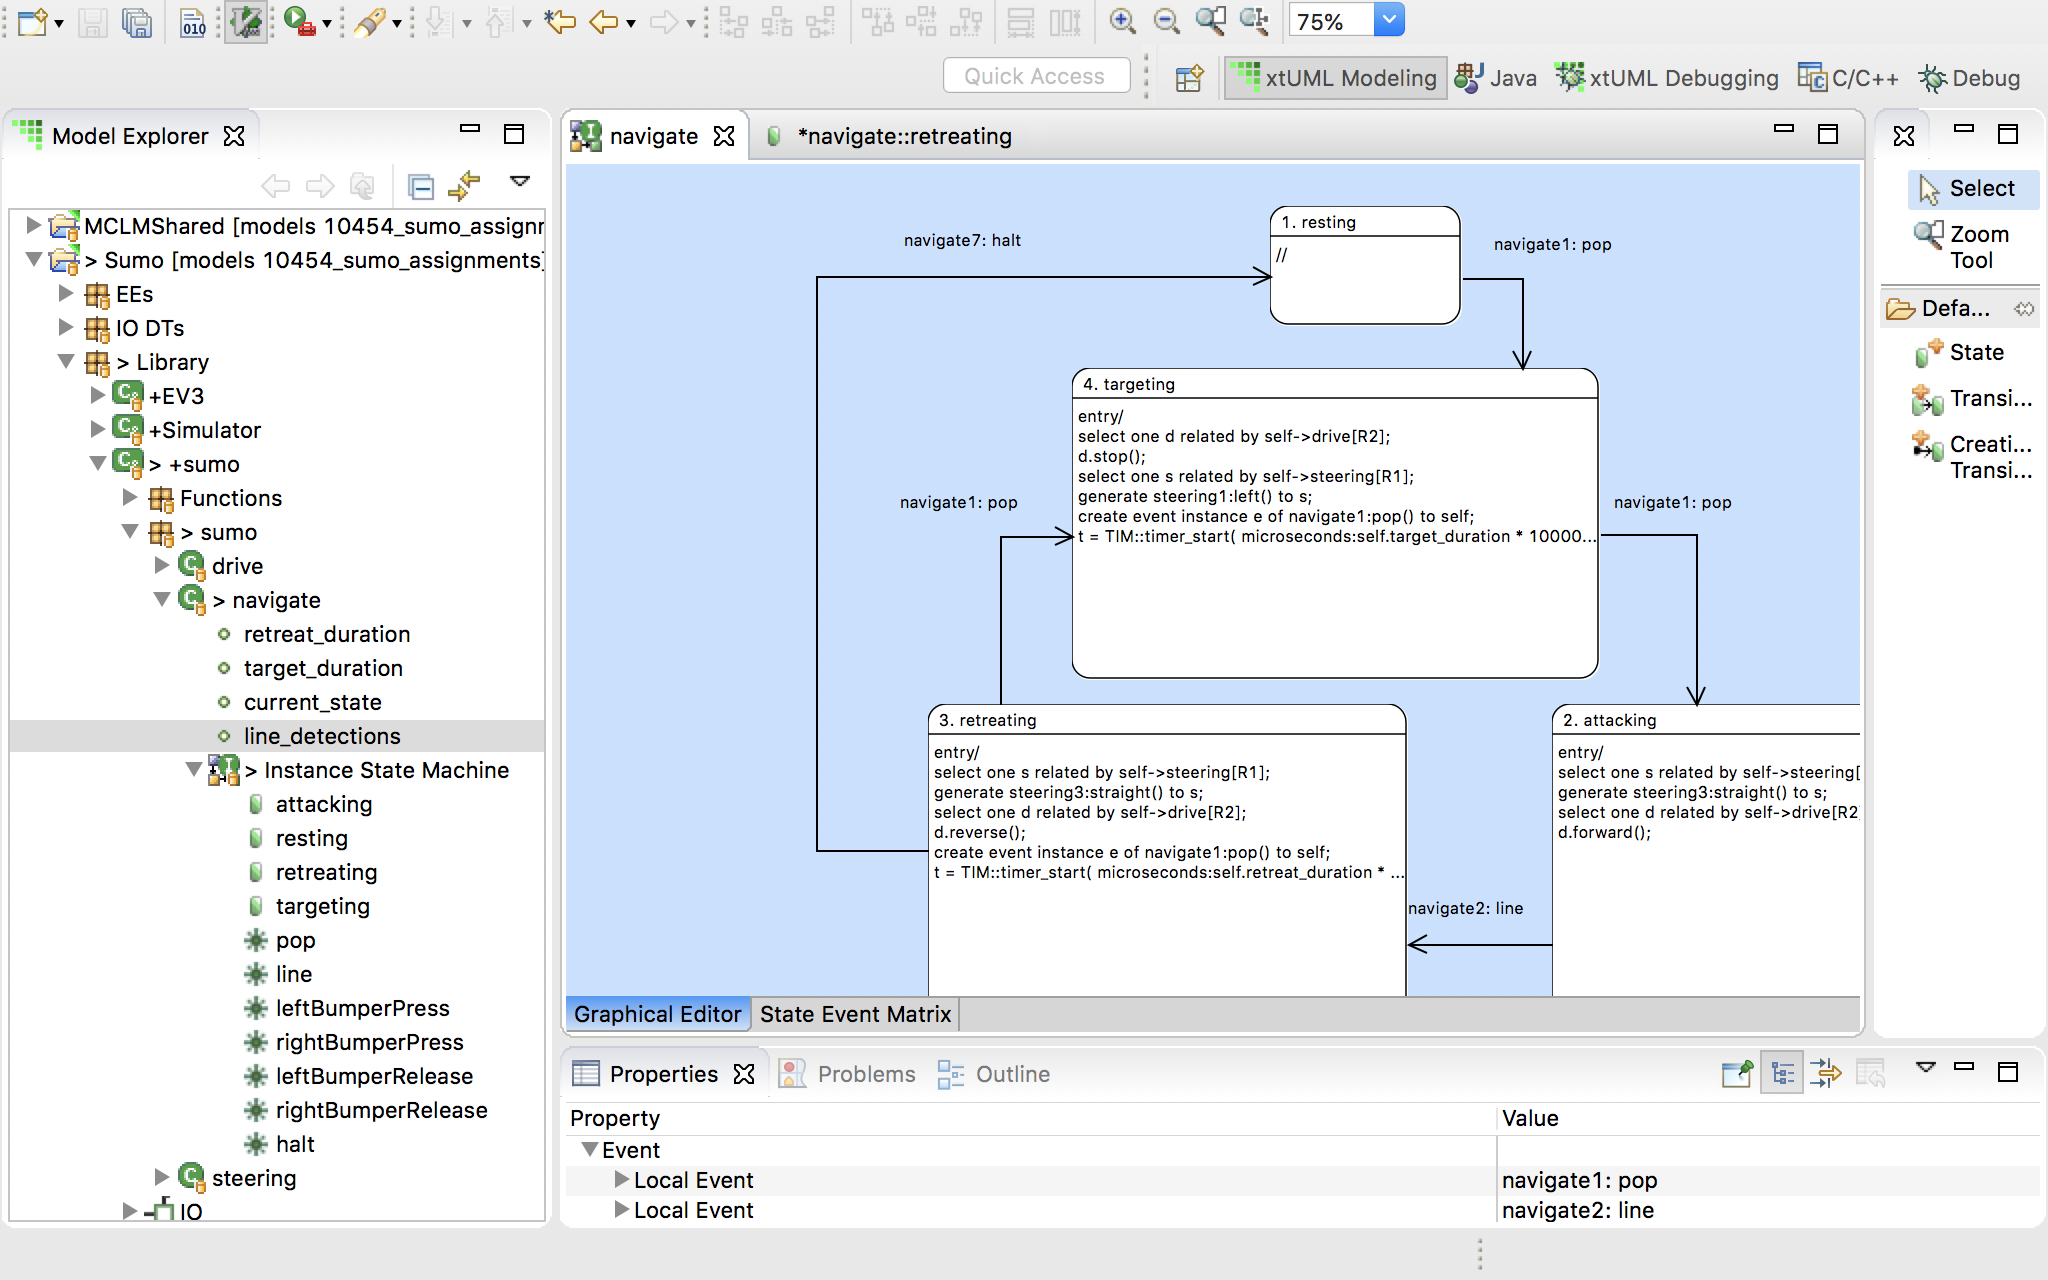 010
75%
Quick Access
xtUML Modeling
Java
xtUML Debugging
C/C++
Debug
Model Explorer
MCLMShared [models 10454_sumo_assignm
> Sumo [models 10454_sumo_assignments]
EEs
IO DTs
> Library
+EV3
+Simulator
> +sumo
Functions
> sumo
drive
> navigate
retreat_duration
target_duration
current_state
line_detections
> Instance State Machine
attacking
resting
retreating
targeting
pop
line
leftBumperPress
rightBumperPress
leftBumperRelease
rightBumperRelease
halt
steering
IO
navigate
*navigate::retreating
navigate7: halt
1. resting
//
navigate1: pop
4. targeting
entry/
select one d related by self->drive[R2];
d.stop();
select one s related by self->steering[R1];
generate steering1:left() to s;
create event instance e of navigate1:pop() to self;
t = TIM::timer_start( microseconds:self.target_duration * 10000...
navigate1: pop
navigate1: pop
3. retreating
entry/
select one s related by self->steering[R1];
generate steering3:straight() to s;
select one d related by self->drive[R2];
d.reverse();
create event instance e of navigate1:pop() to self;
t = TIM::timer_start( microseconds:self.retreat_duration * ...
navigate2: line
2. attacking
entry/
select one s related by self->steering[
generate steering3:straight() to s;
select one d related by self->drive[R2
d.forward();
Graphical Editor
State Event Matrix
Select
Zoom
Tool
Defa...
State
Transi...
Creati...
Transi...
Properties
Problems
Outline
Property
Value
Event
Local Event
navigate1: pop
Local Event
navigate2: line